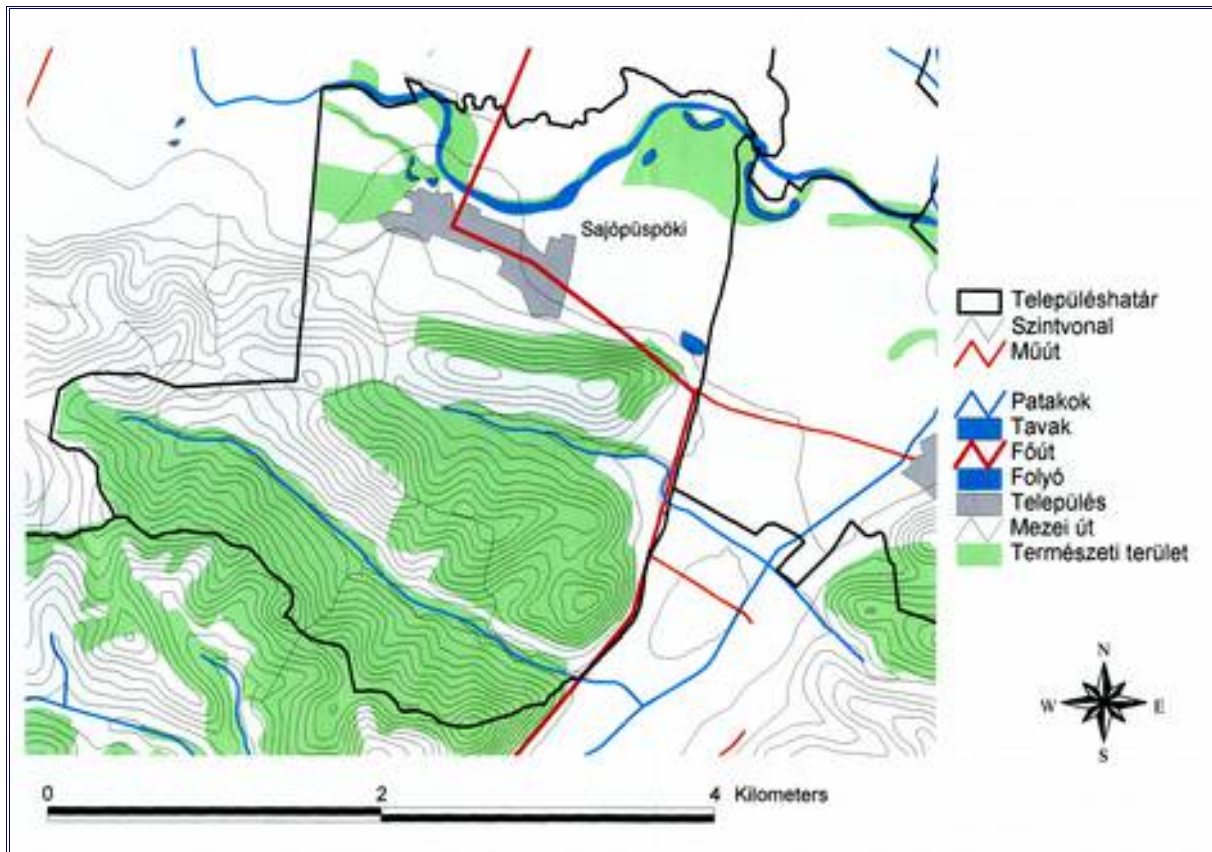 Sajópüspöki
Településhatár
Szintvonal
Műút
Patakok
Tavak
Főút
Folyó
Település
Mezei út
Természeti terület
N
W E
S
0 2 4 Kilometers